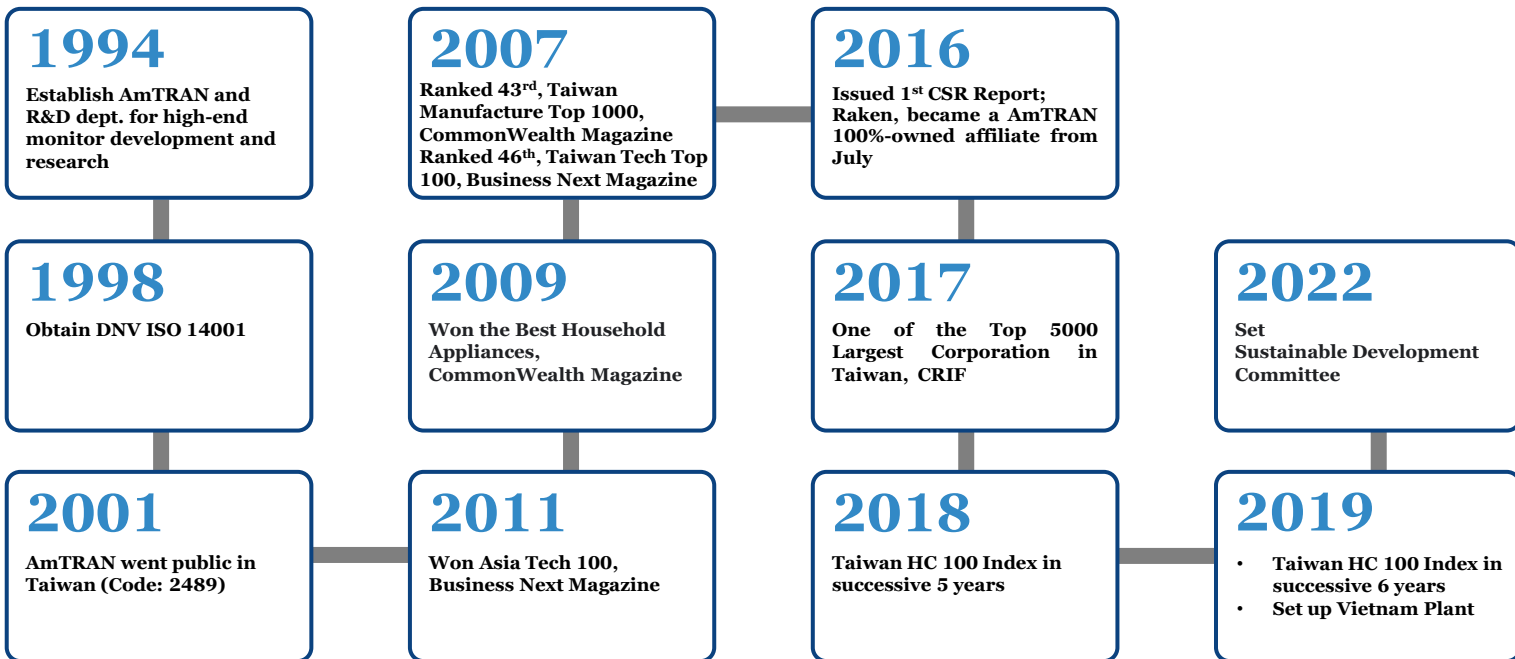 1994
Establish AmTRAN and
R&D dept. for high-end
monitor development and
research
1998
Obtain DNV ISO 14001
2001
AmTRAN went public in
Taiwan (Code: 2489)
2007
Ranked 43rd, Taiwan
Manufacture Top 1000,
CommonWealth Magazine
Ranked 46th, Taiwan Tech Top
100, Business Next Magazine
2009
Won the Best Household
Appliances,
CommonWealth Magazine
2011
Won Asia Tech 100,
Business Next Magazine
2016
Issued 1st CSR Report;
Raken, became a AmTRAN
100%-owned affiliate from
July
2017
One of the Top 5000
Largest Corporation in
Taiwan, CRIF
2018
Taiwan HC 100 Index in
successive 5 years
2022
Set
Sustainable Development
Committee
2019
• Taiwan HC 100 Index in
successive 6 years
• Set up Vietnam Plant